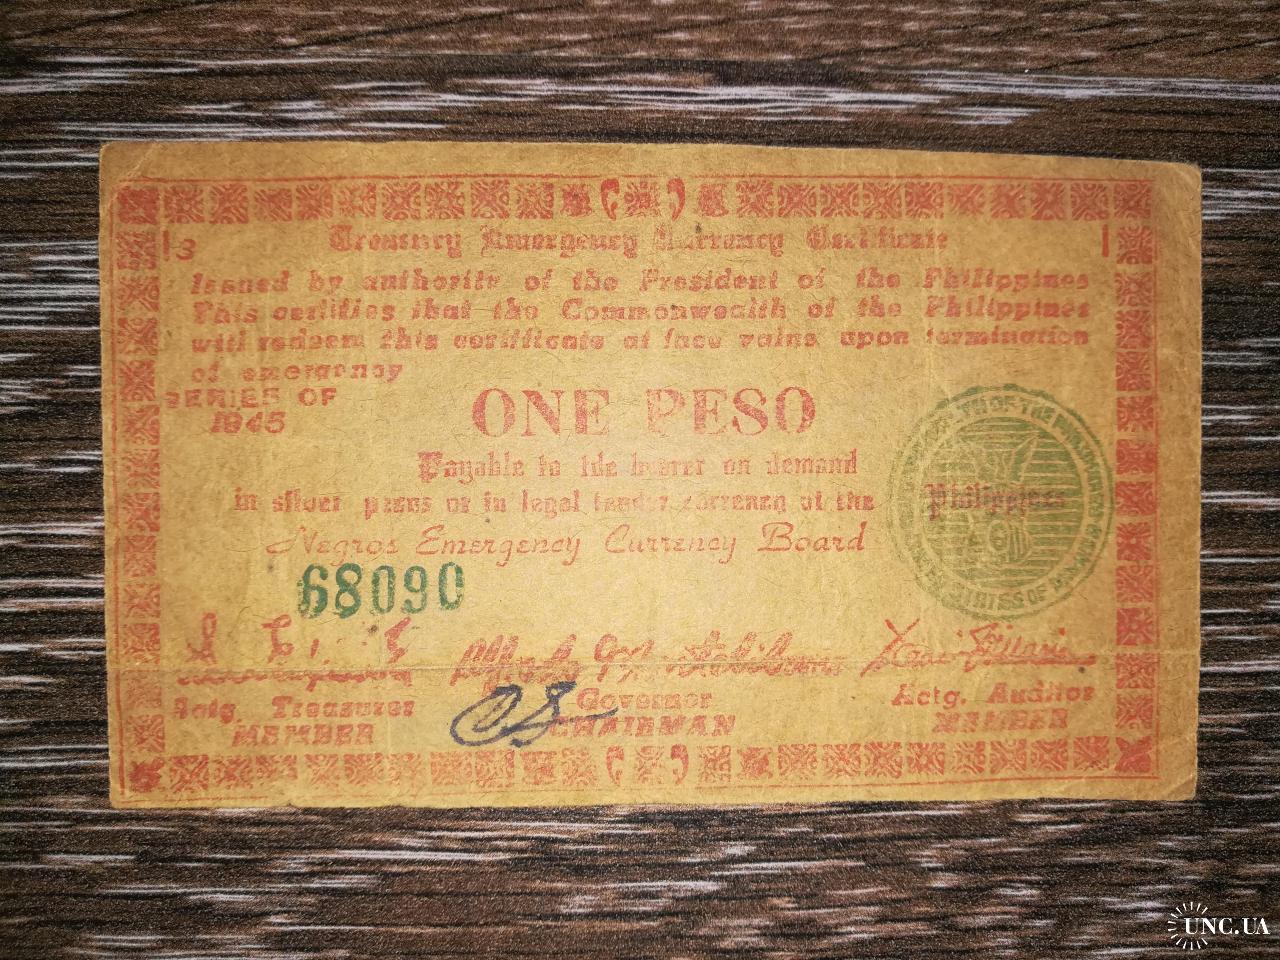 Treasury Emergency Currency Certificate
Issued by authority of the President of the Philippines
This certifies that the Commonwealth of the Philippines
will redeem this certificate at face value upon termination
of emergency
SERIES OF
1945
ONE PESO
Payable to the bearer on demand
in silver pesos or in legal tender currency of the
Philippines
Negros Emergency Currency Board
68090
Actg. Treasurer
Governor
Actg. Auditor
MEMBER
CHAIRMAN
MEMBER
UNC.UA